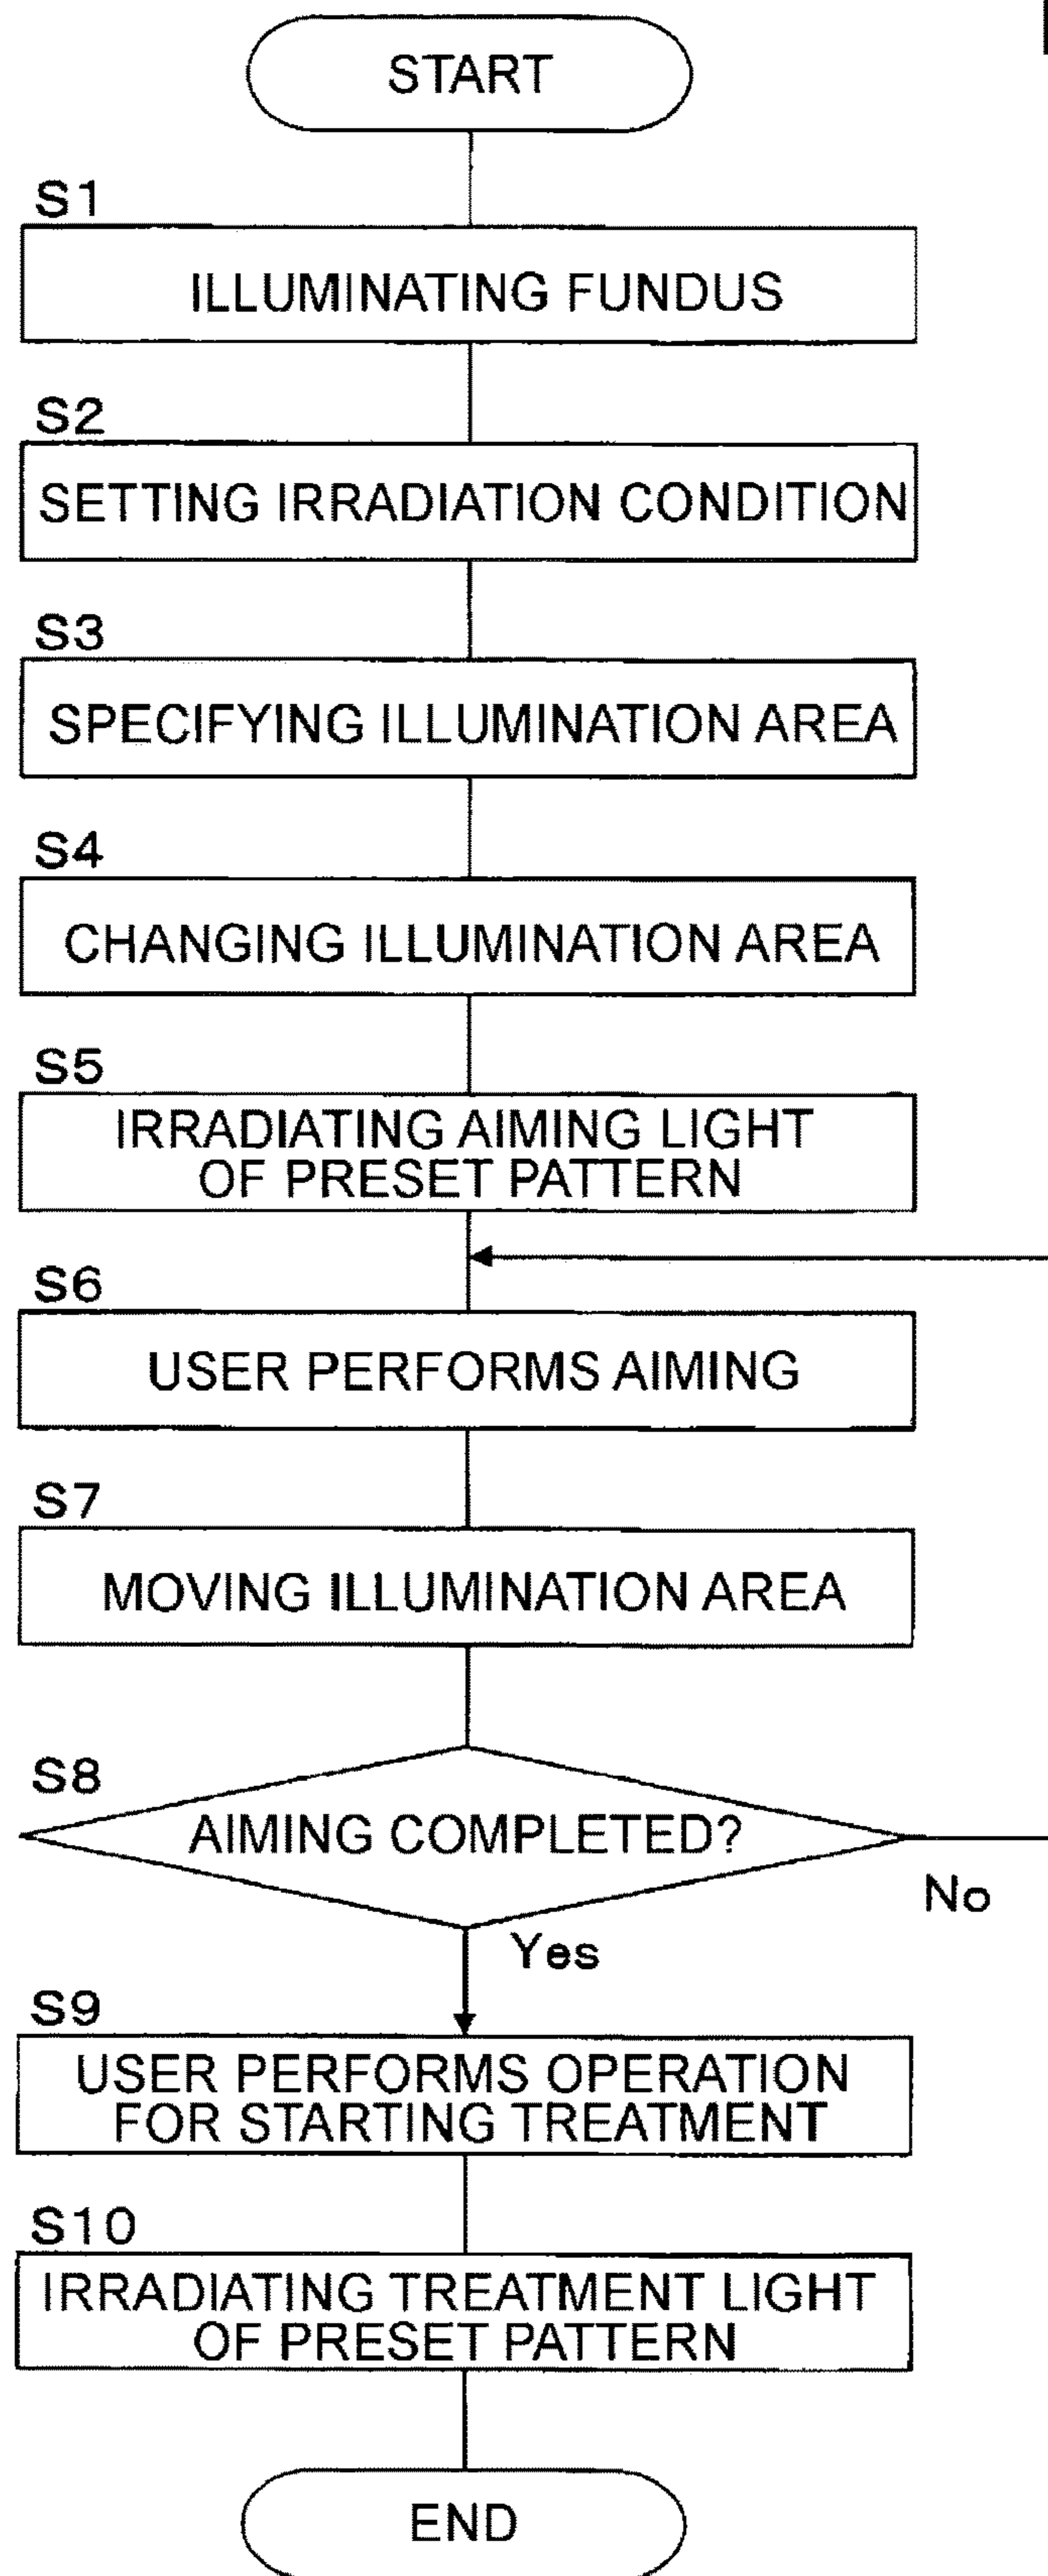 START
S1
ILLUMINATING FUNDUS
S2
SETTING IRRADIATION CONDITION
S3
SPECIFYING ILLUMINATION AREA
S4
CHANGING ILLUMINATION AREA
S5
IRRADIATING AIMING LIGHT
OF PRESET PATTERN
S6
USER PERFORMS AIMING
S7
MOVING ILLUMINATION AREA
S8
AIMING COMPLETED?
No
Yes
S9
USER PERFORMS OPERATION
FOR STARTING TREATMENT
S10
IRRADIATING TREATMENT LIGHT
OF PRESET PATTERN
END